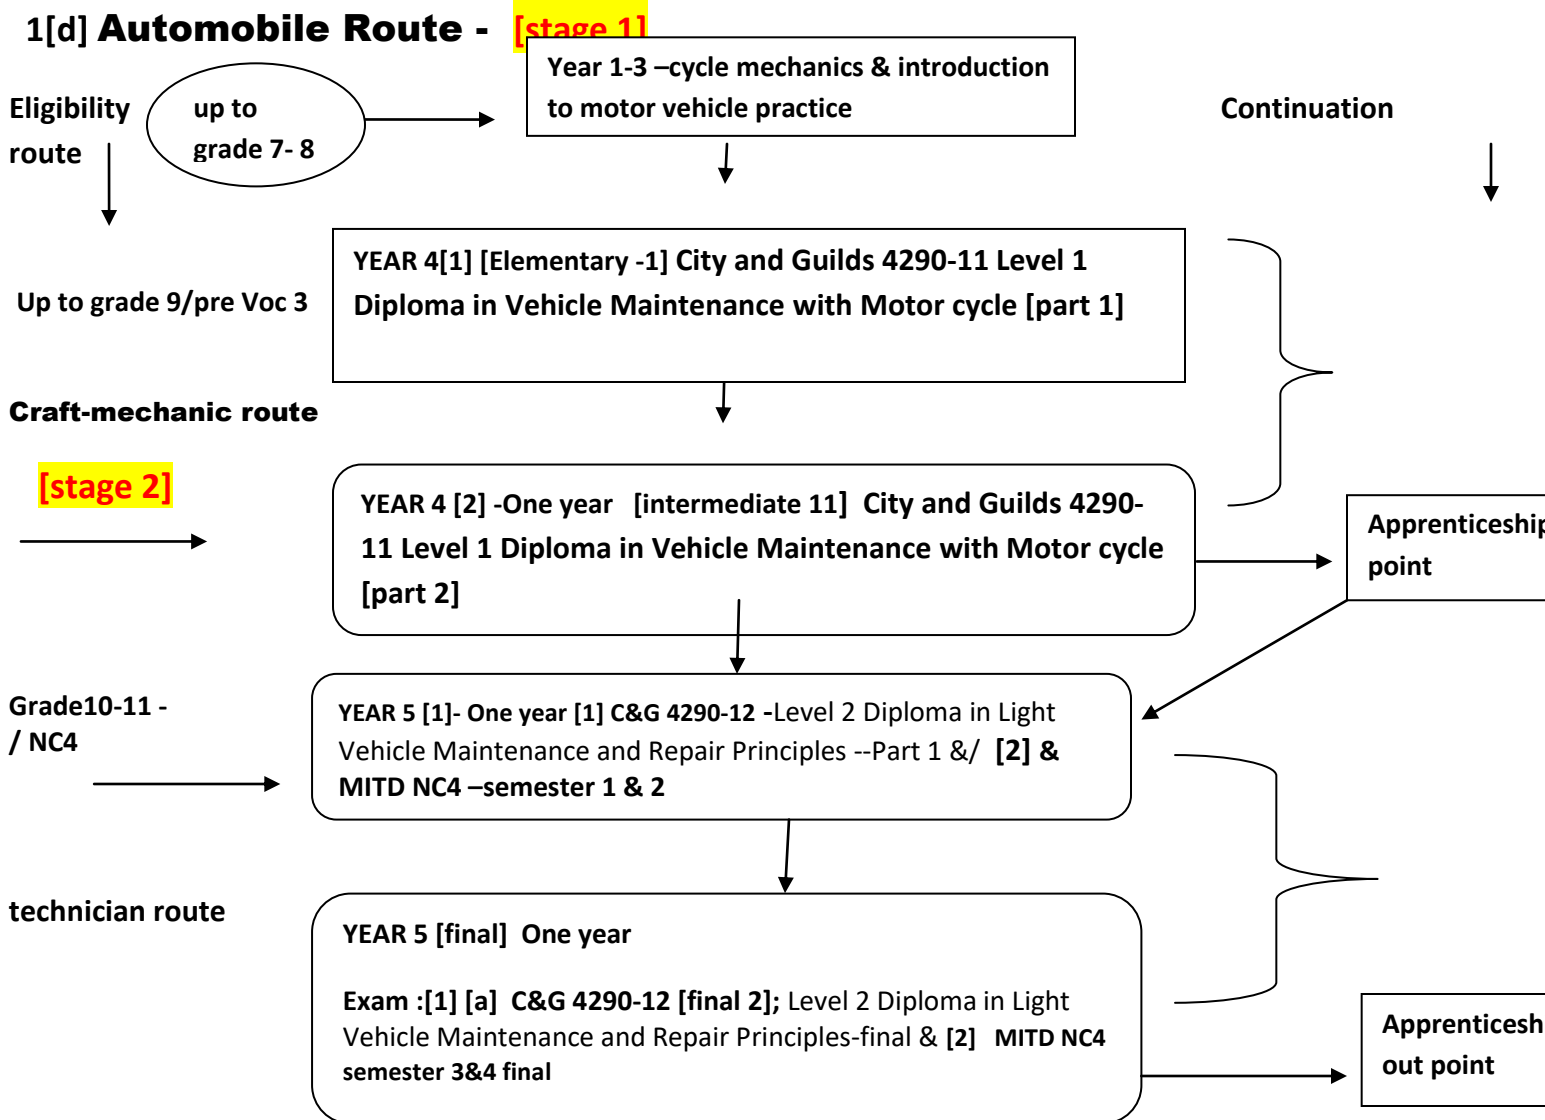 1[d] Automobile Route - [stage 1]
Year 1-3 –cycle mechanics & introduction
to motor vehicle practice
Eligibility
route
up to
grade 7- 8
Continuation
YEAR 4[1] [Elementary -1] City and Guilds 4290-11 Level 1
Diploma in Vehicle Maintenance with Motor cycle [part 1]
Up to grade 9/pre Voc 3
Craft-mechanic route
[stage 2]
YEAR 4 [2] -One year [intermediate 11] City and Guilds 4290-
11 Level 1 Diploma in Vehicle Maintenance with Motor cycle
[part 2]
Apprenticeship
point
Grade10-11 -
/ NC4
YEAR 5 [1]- One year [1] C&G 4290-12 -Level 2 Diploma in Light
Vehicle Maintenance and Repair Principles --Part 1 &/ [2] &
MITD NC4 –semester 1 & 2
technician route
YEAR 5 [final] One year
Exam :[1] [a] C&G 4290-12 [final 2]; Level 2 Diploma in Light
Vehicle Maintenance and Repair Principles-final & [2] MITD NC4
semester 3&4 final
Apprenticesh
out point